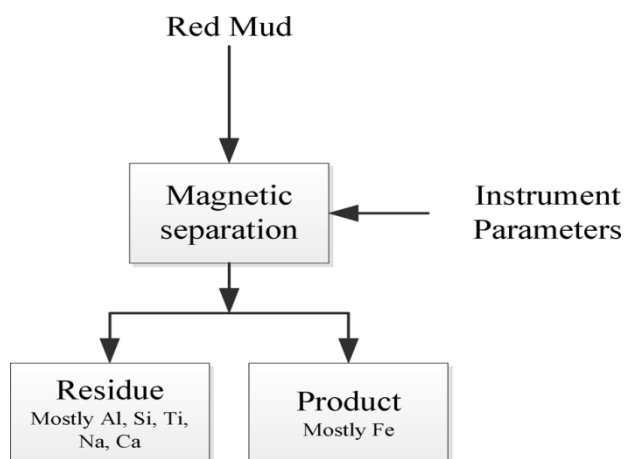 Red Mud
Magnetic
separation
Instrument
Parameters
Residue
Mostly Al, Si, Ti,
Na, Ca
Product
Mostly Fe